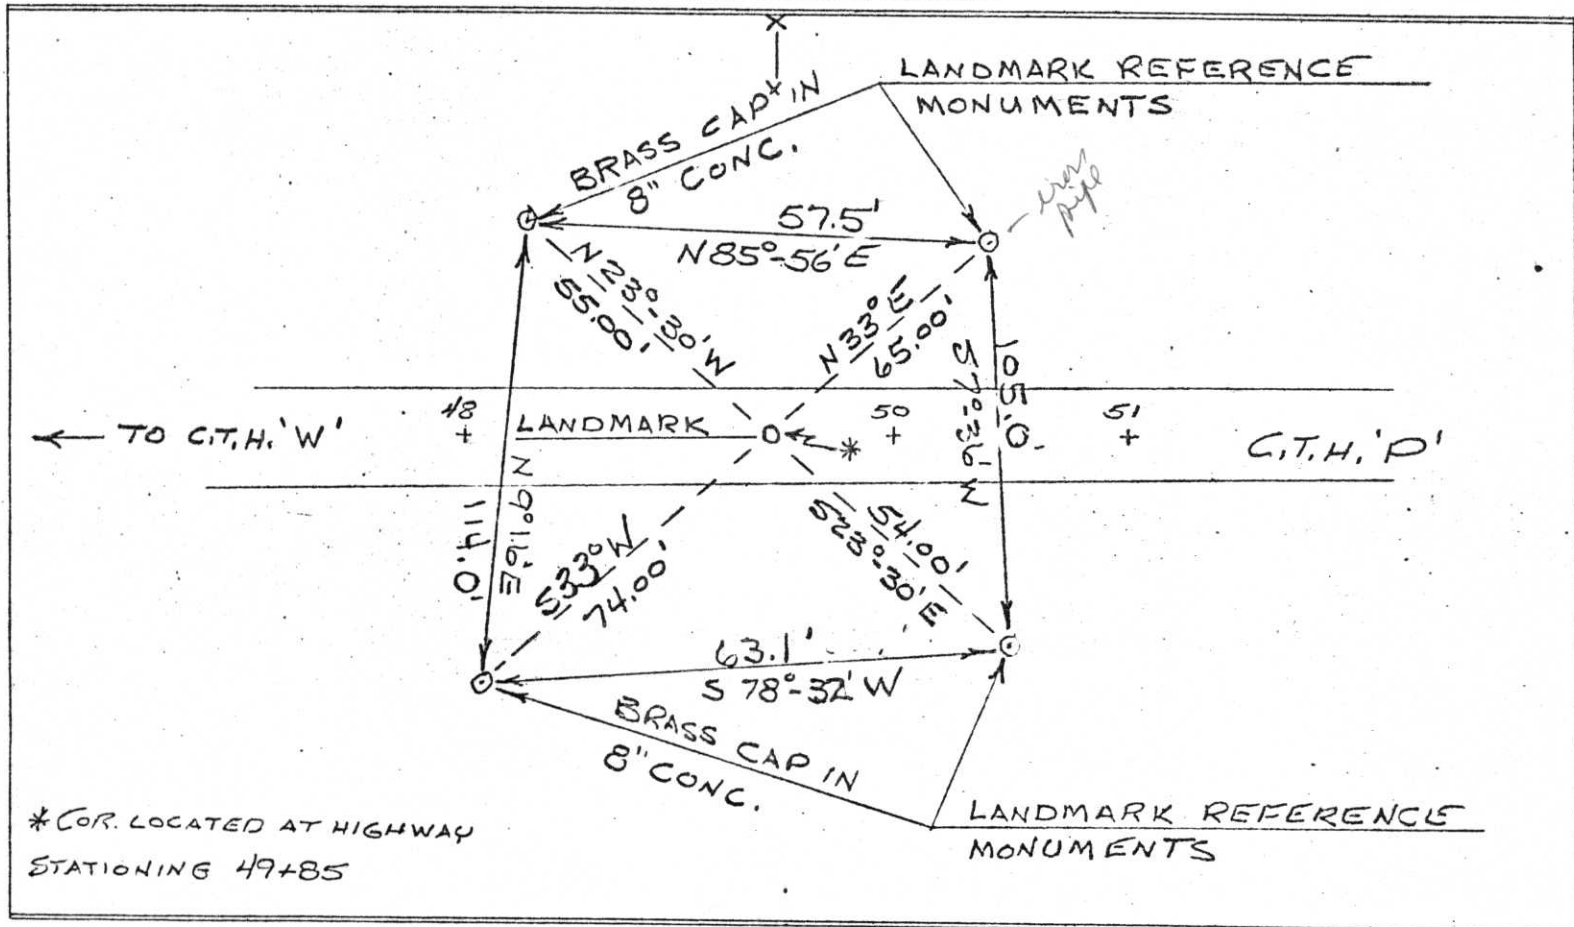 LANDMARK REFERENCE
MONUMENTS
BRASS CAP IN
8" CONC.
iron
pipe
57.5'
N85°-56'E
N23°-30'W
55.00'
N33°E
65.00'
105.0'
S7°-36'W
← TO C.T.H. 'W'
48
+
LANDMARK
*
50
+
51
+
C.T.H. 'P'
N 9°16'E
114.0'
S33°W
74.00'
54.00'
S23°-30'E
63.1'
S 78°-32'W
BRASS CAP IN
8" CONC.
LANDMARK REFERENCE
MONUMENTS
* COR. LOCATED AT HIGHWAY
STATIONING 49+85